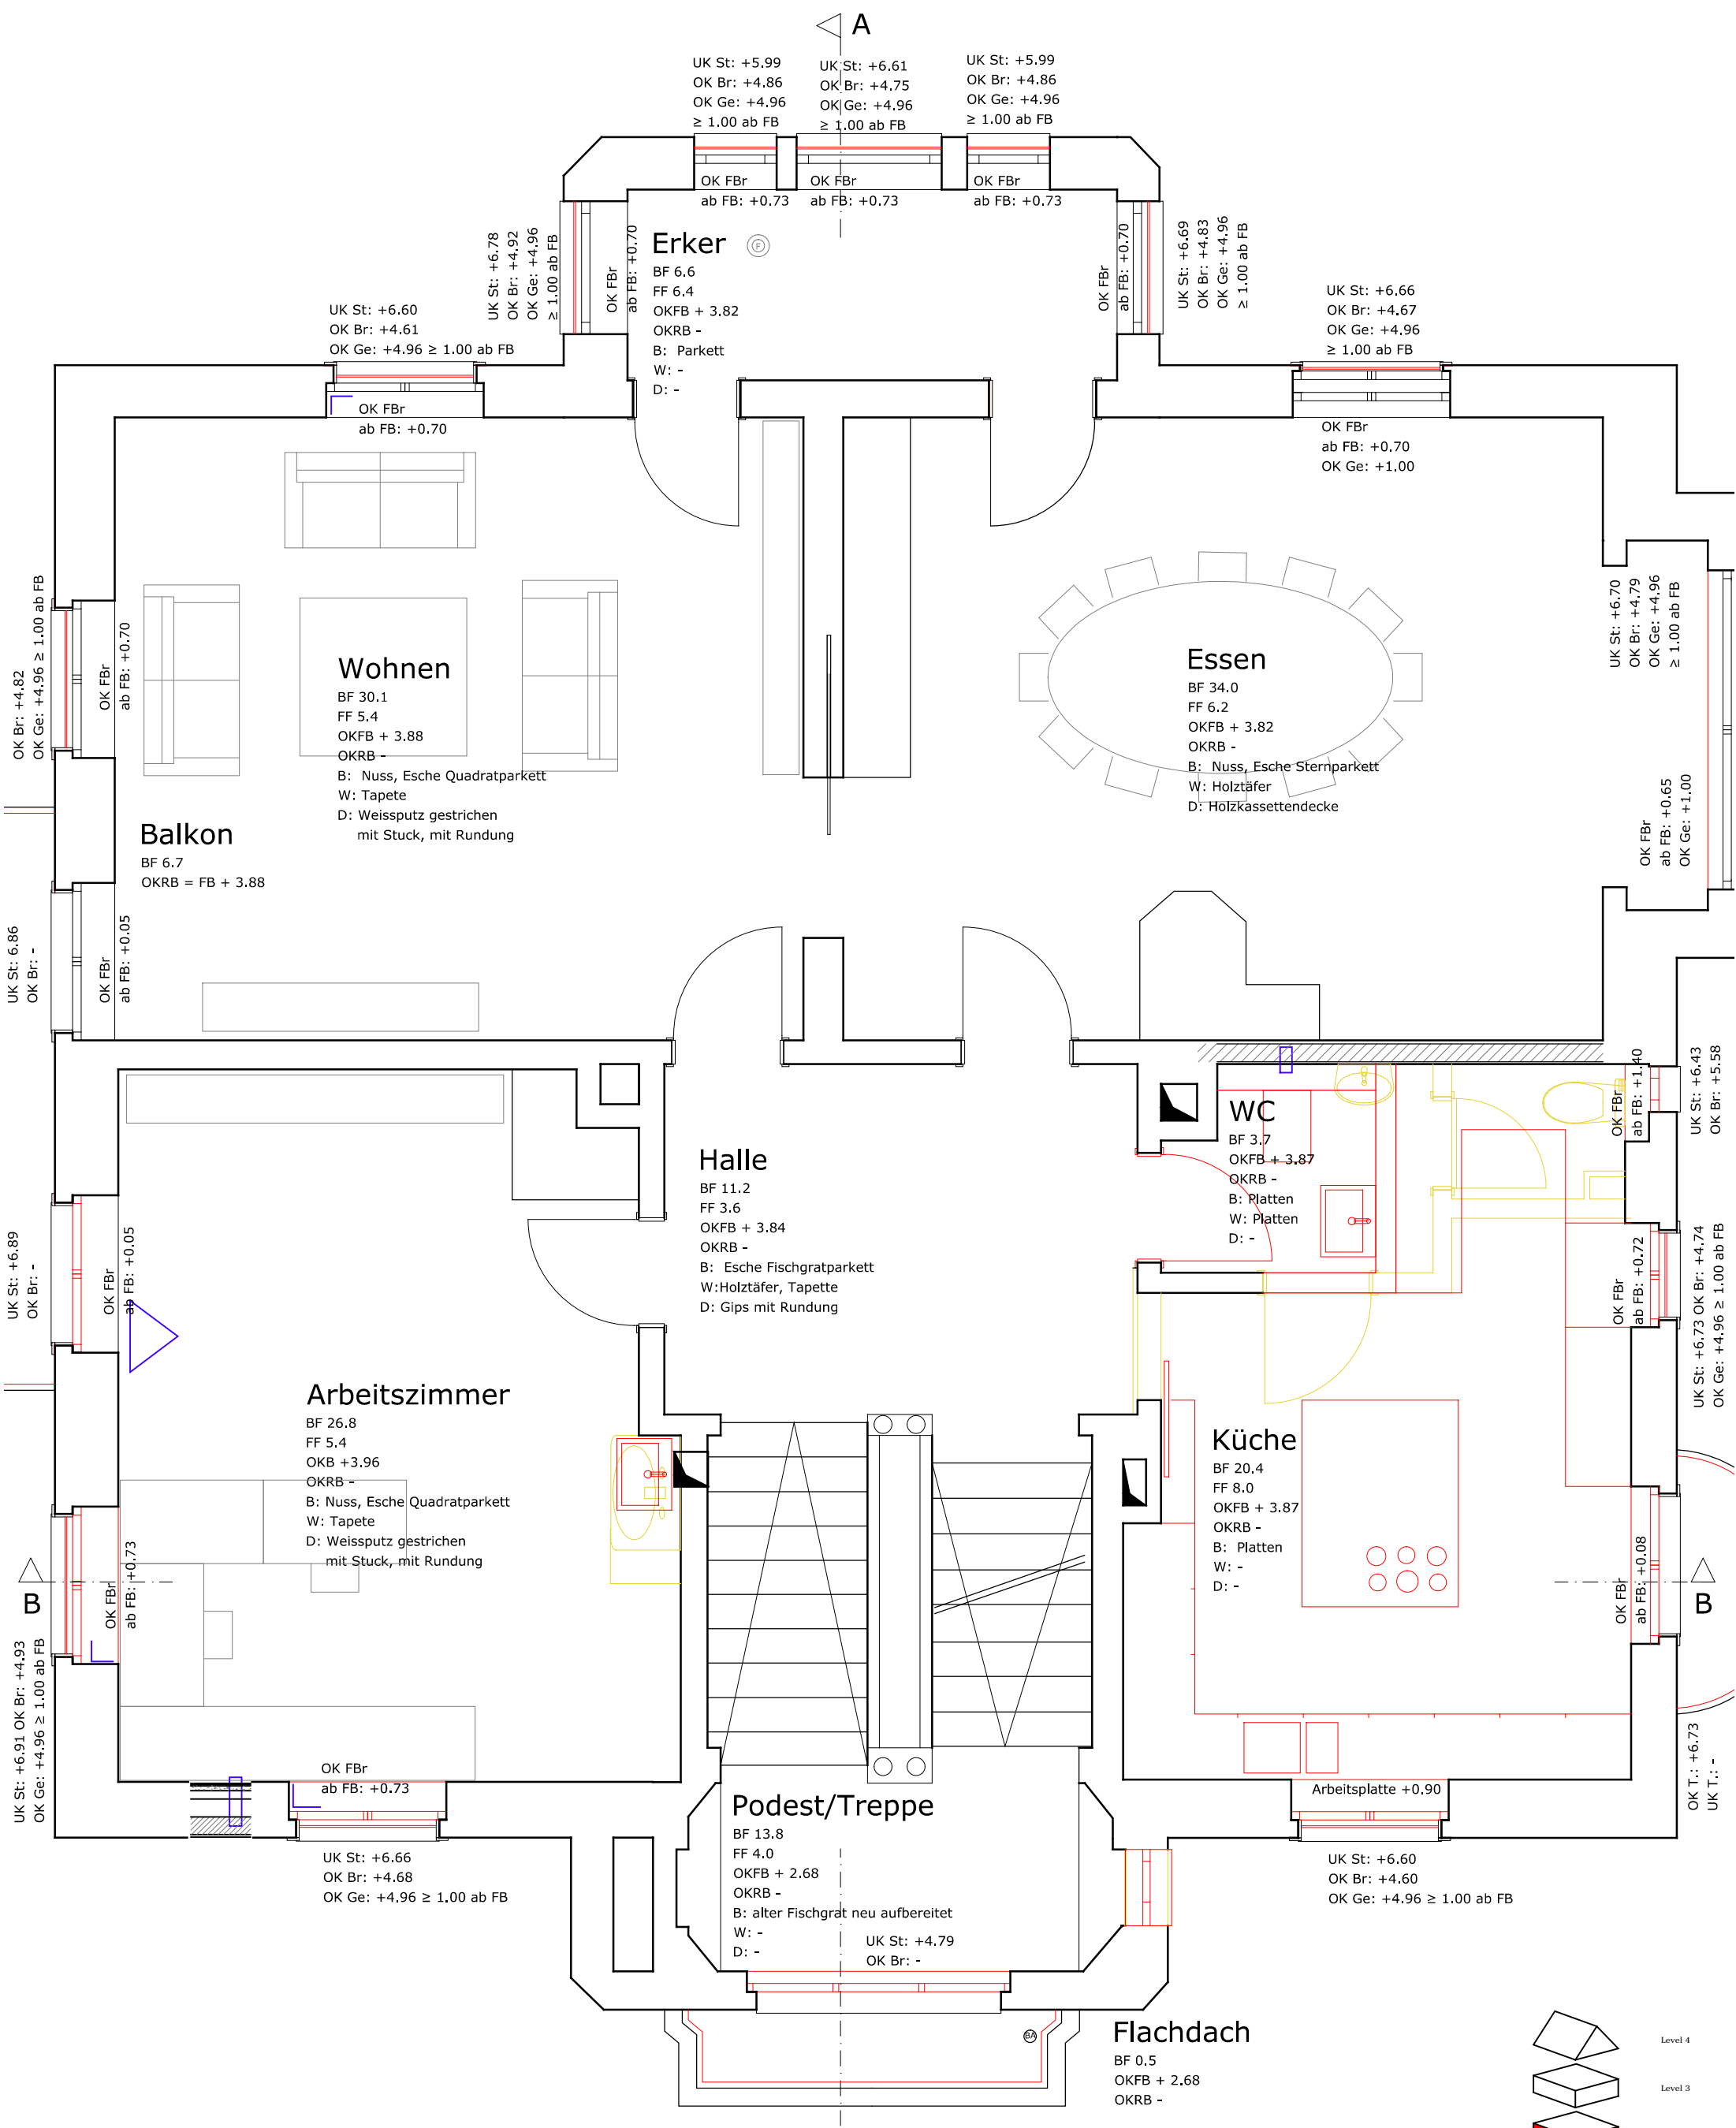 A
UK St: +5.99
OK Br: +4.86
OK Ge: +4.96
≥ 1.00 ab FB
UK St: +6.61
OK Br: +4.75
OK Ge: +4.96
≥ 1.00 ab FB
UK St: +5.99
OK Br: +4.86
OK Ge: +4.96
≥ 1.00 ab FB
OK FBr
ab FB: +0.73
OK FBr
ab FB: +0.73
OK FBr
ab FB: +0.73
UK St: +6.78
OK Br: +4.92
OK Ge: +4.96
≥ 1.00 ab FB
OK FBr
ab FB: +0.70
Erker
F
BF 6.6
FF 6.4
OKFB + 3.82
OKRB -
B: Parkett
W: -
D: -
OK FBr
ab FB: +0.70
UK St: +6.69
OK Br: +4.83
OK Ge: +4.96
≥ 1.00 ab FB
UK St: +6.60
OK Br: +4.61
OK Ge: +4.96 ≥ 1.00 ab FB
OK FBr
ab FB: +0.70
UK St: +6.66
OK Br: +4.67
OK Ge: +4.96
≥ 1.00 ab FB
OK FBr
ab FB: +0.70
OK Ge: +1.00
OK Br: +4.82
OK Ge: +4.96 ≥ 1.00 ab FB
OK FBr
ab FB: +0.70
Wohnen
BF 30.1
FF 5.4
OKFB + 3.88
OKRB -
B: Nuss, Esche Quadratparkett
W: Tapete
D: Weissputz gestrichen
mit Stuck, mit Rundung
Essen
BF 34.0
FF 6.2
OKFB + 3.82
OKRB -
B: Nuss, Esche Sternparkett
W: Holztäfer
D: Holzkassettendecke
UK St: +6.70
OK Br: +4.79
OK Ge: +4.96
≥ 1.00 ab FB
OK FBr
ab FB: +0.65
OK Ge: +1.00
Balkon
BF 6.7
OKRB = FB + 3.88
UK St: 6.86
OK Br: -
OK FBr
ab FB: +0.05
WC
BF 3.7
OKFB + 3.87
OKRB -
B: Platten
W: Platten
D: -
OK FBr
ab FB: +1.40
UK St: +6.43
OK Br: +5.58
Halle
BF 11.2
FF 3.6
OKFB + 3.84
OKRB -
B: Esche Fischgratparkett
W:Holztäfer, Tapette
D: Gips mit Rundung
UK St: +6.89
OK Br: -
OK FBr
ab FB: +0.05
OK FBr
ab FB: +0.72
UK St: +6.73 OK Br: +4.74
OK Ge: +4.96 ≥ 1.00 ab FB
Arbeitszimmer
BF 26.8
FF 5.4
OKB +3.96
OKRB -
B: Nuss, Esche Quadratparkett
W: Tapete
D: Weissputz gestrichen
mit Stuck, mit Rundung
Küche
BF 20.4
FF 8.0
OKFB + 3.87
OKRB -
B: Platten
W: -
D: -
B
OK FBr
ab FB: +0.73
UK St: +6.91 OK Br: +4.93
OK Ge: +4.96 ≥ 1.00 ab FB
OK FBr
ab FB: +0.08
B
OK T.: +6.73
UK T.: -
OK FBr
ab FB: +0.73
Arbeitsplatte +0.90
Podest/Treppe
BF 13.8
FF 4.0
OKFB + 2.68
OKRB -
B: alter Fischgrat neu aufbereitet
W: -
D: -
UK St: +4.79
OK Br: -
UK St: +6.66
OK Br: +4.68
OK Ge: +4.96 ≥ 1.00 ab FB
UK St: +6.60
OK Br: +4.60
OK Ge: +4.96 ≥ 1.00 ab FB
BA
Flachdach
BF 0.5
OKFB + 2.68
OKRB -
Level 4
Level 3